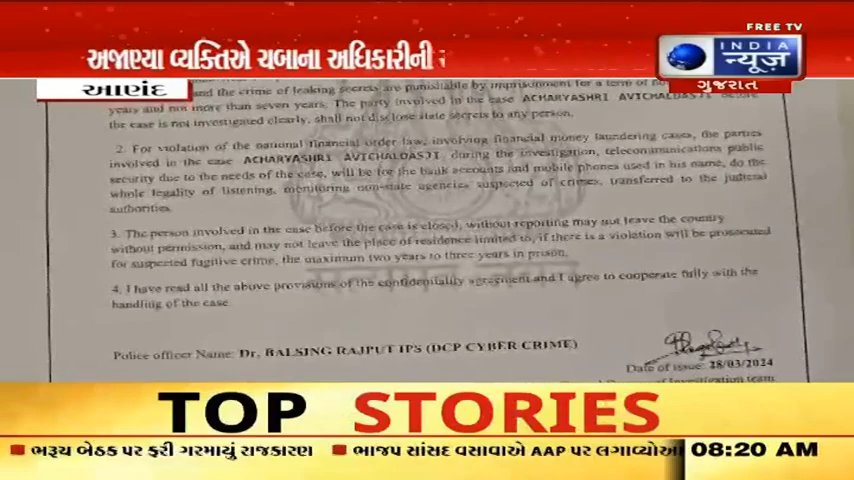 FREE TV
અજાણ્યા વ્યક્તિએ ચબાના અધિકારીની
INDIA
न्यूज़
ગુજરાત
આણંદ
and the crime of leaking secrets are punishable by imprisonment for a term of
years and not more than seven years. The party involved in the case ACHARYASHRI AVICHALDASJI before
the case is not investigated clearly, shall not disclose state secrets to any person.
2. For violation of the national financial order law, involving financial money laundering cases, the parties
involved in the case ACHARYASHRI AVICHALDASJI, during the investigation, telecommunications public
security due to the needs of the case, will be for the bank accounts and mobile phones used in his name, do the
whole legality of listening, monitoring non-state agencies suspected of crimes, transferred to the judicial
authorities.
3. The person involved in the case before the case is closed, without reporting may not leave the country
without permission, and may not leave the place of residence limited to, if there is a violation will be prosecuted
for suspected fugitive crime, the maximum two years to three years in prison.
सत्यमेव जयते
4. I have read all the above provisions of the confidentiality agreement and I agree to cooperate fully with the
handling of the case
Police officer Name: Dr. BALSING RAJPUT IPS (DCP CYBER CRIME)
Date of issue: 28/03/2024
of Investigation team
TOP STORIES
ભરૂચ બેઠક પર ફરી ગરમાયું રાજકારણ
ભાજપ સાંસદ વસાવાએ AAP પર લગાવ્યો
08:20 AM